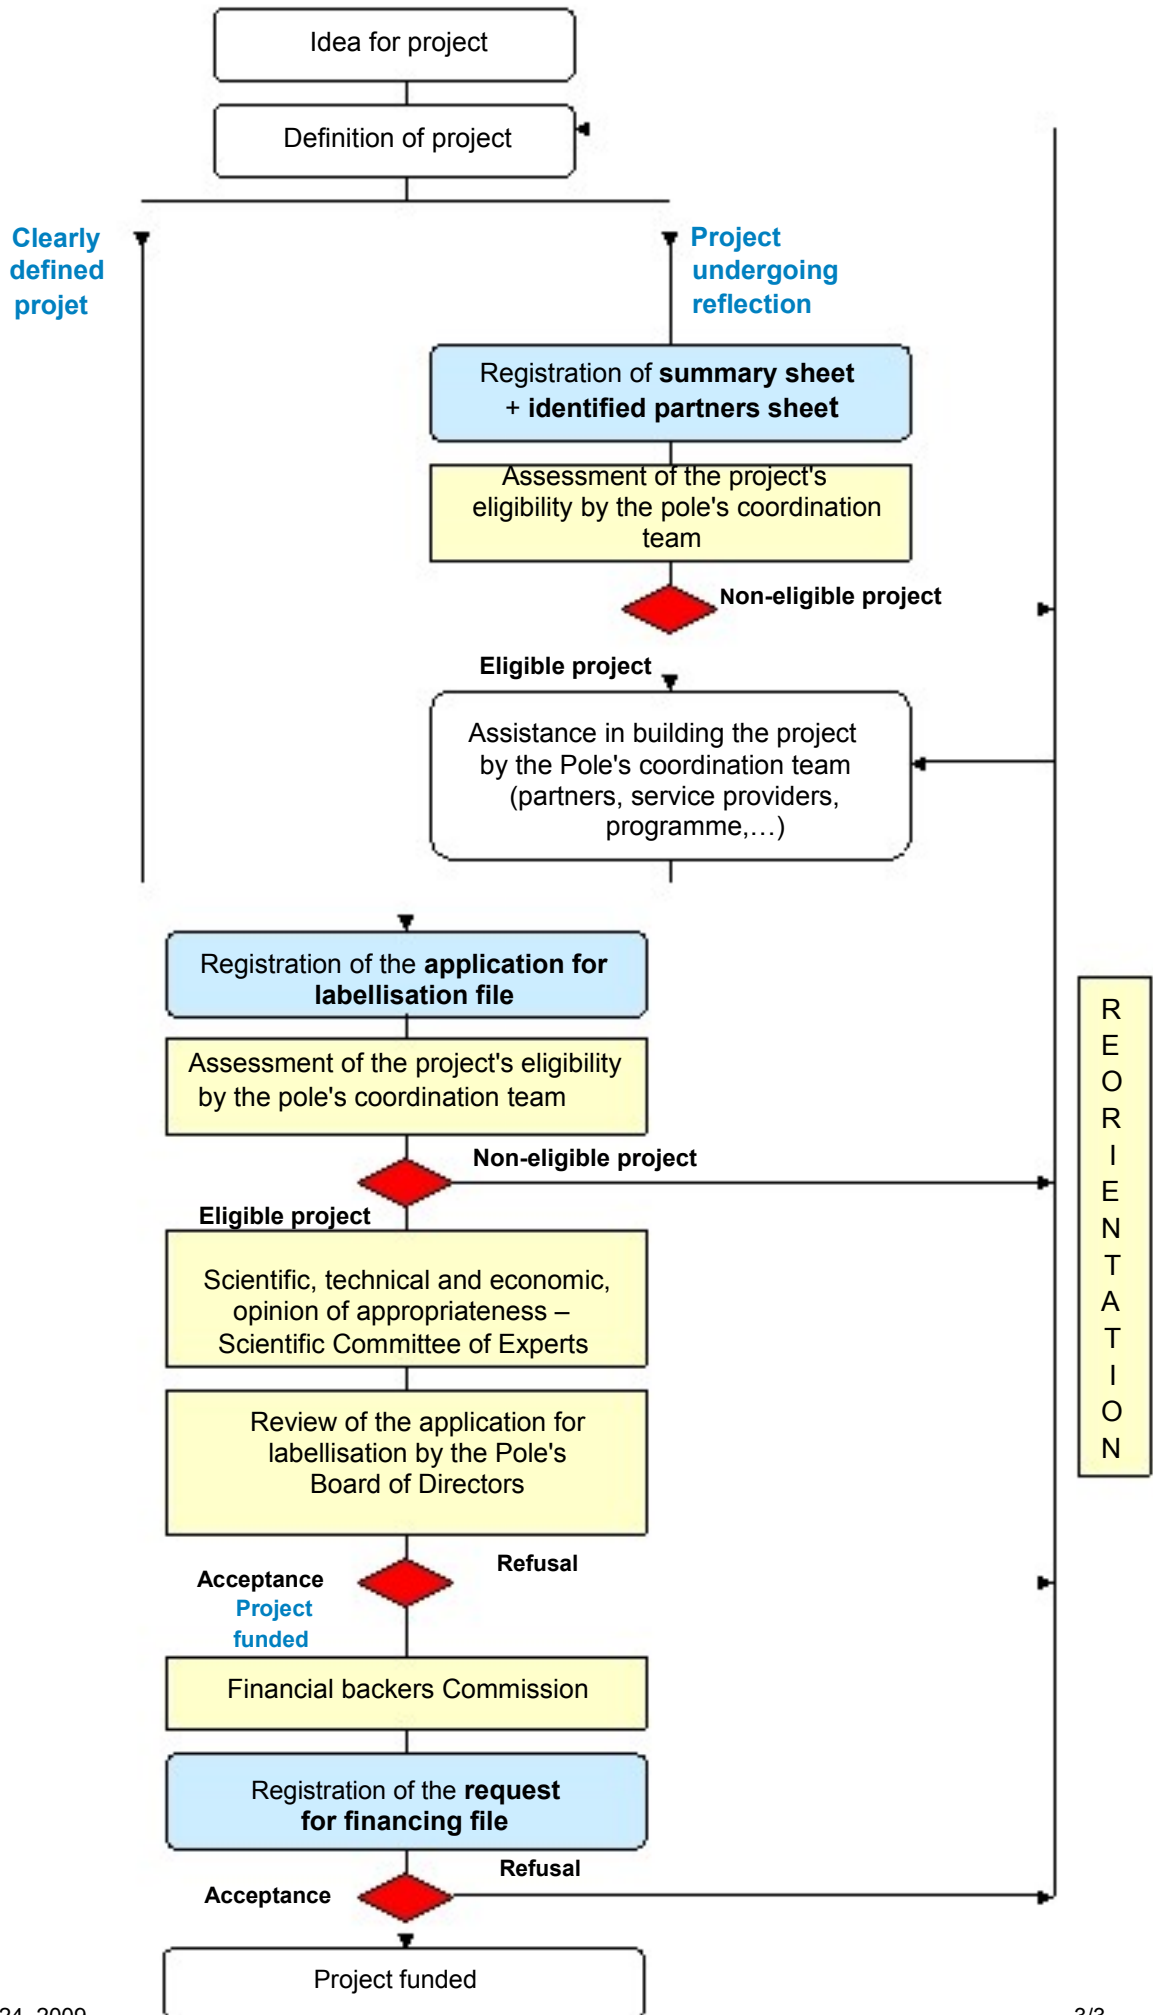 Idea for project
Definition of project
Clearly
defined
projet
Project
undergoing
reflection
Registration of summary sheet
+ identified partners sheet
Assessment of the project's
eligibility by the pole's coordination
team
Non-eligible project
Eligible project
Assistance in building the project
by the Pole's coordination team
(partners, service providers,
programme,…)
Registration of the application for
labellisation file
Assessment of the project's eligibility
by the pole's coordination team
Non-eligible project
Eligible project
Scientific, technical and economic,
opinion of appropriateness –
Scientific Committee of Experts
Review of the application for
labellisation by the Pole's
Board of Directors
Refusal
Acceptance
Project
funded
Financial backers Commission
Registration of the request
for financing file
Refusal
Acceptance
Project funded
R
E
O
R
I
E
N
T
A
T
I
O
N
24, 2009
3/3